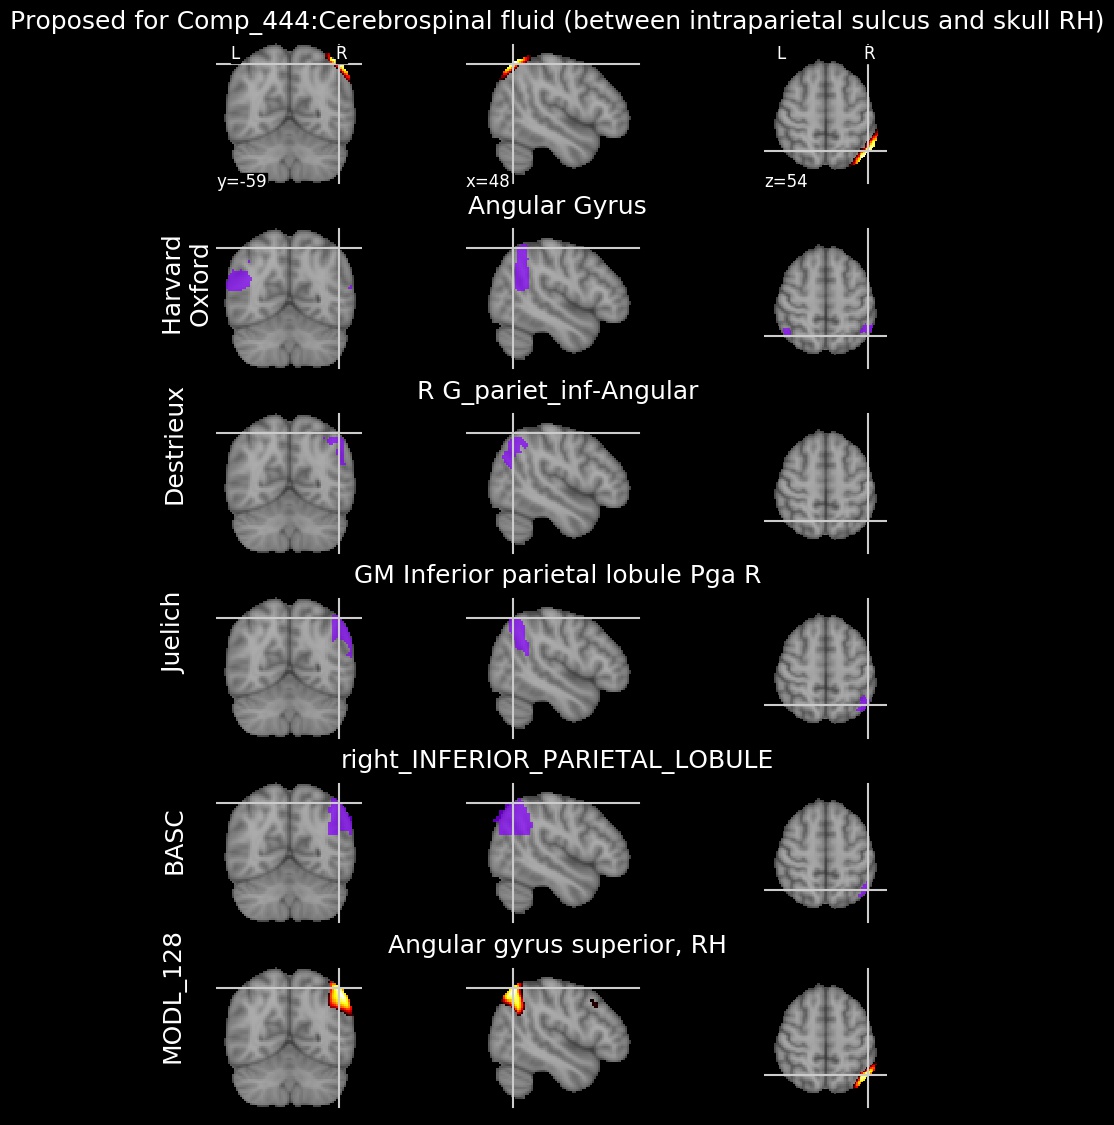 Proposed for Comp_444:Cerebrospinal fluid (between intraparietal sulcus and skull RH)
L R
L R
y=-59
x=48
z=54
Angular Gyrus
Harvard
Oxford
R G_pariet_inf-Angular
Destrieux
GM Inferior parietal lobule Pga R
Juelich
right_INFERIOR_PARIETAL_LOBULE
BASC
Angular gyrus superior, RH
MODL_128